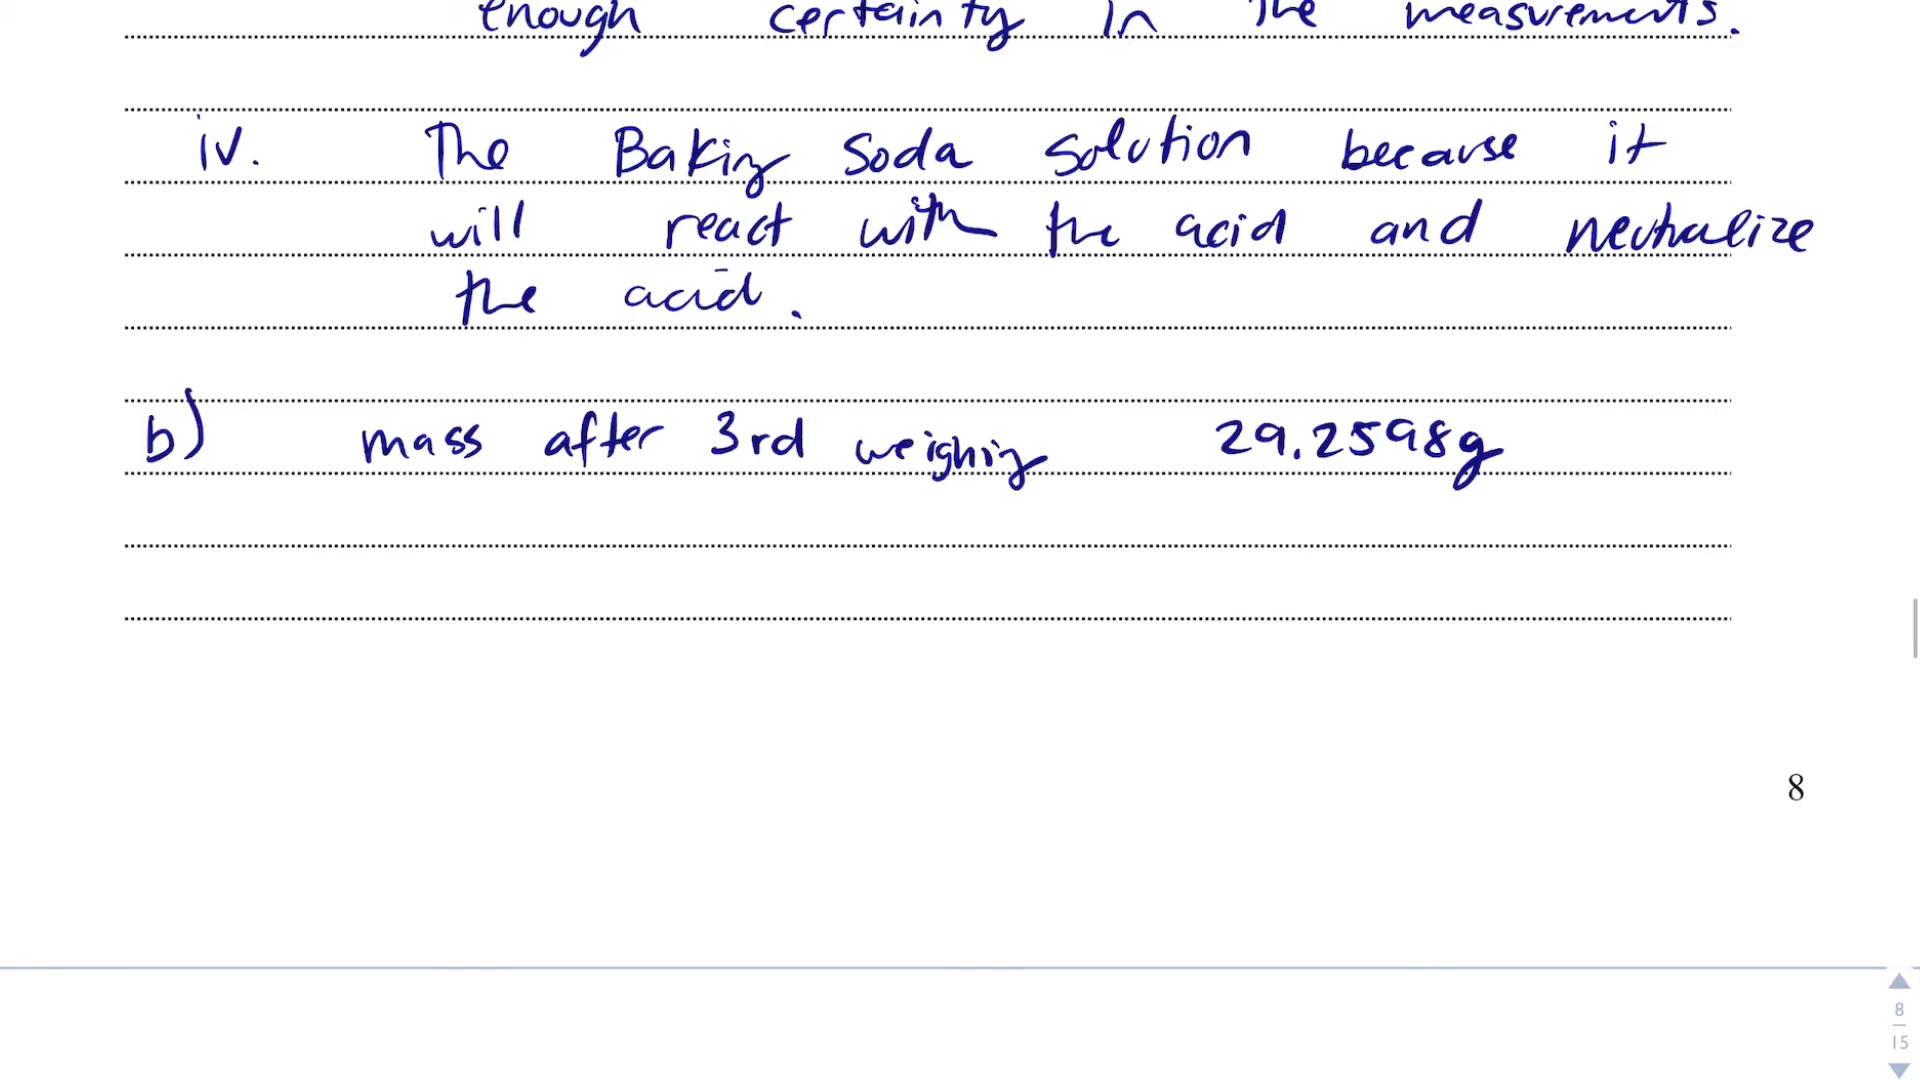 enough certainty in the measurements.
iv. The Baking Soda Solution because it
will react with the acid and neutralize
the acid.
b) mass after 3rd weighing 29.2598g
8
8
15